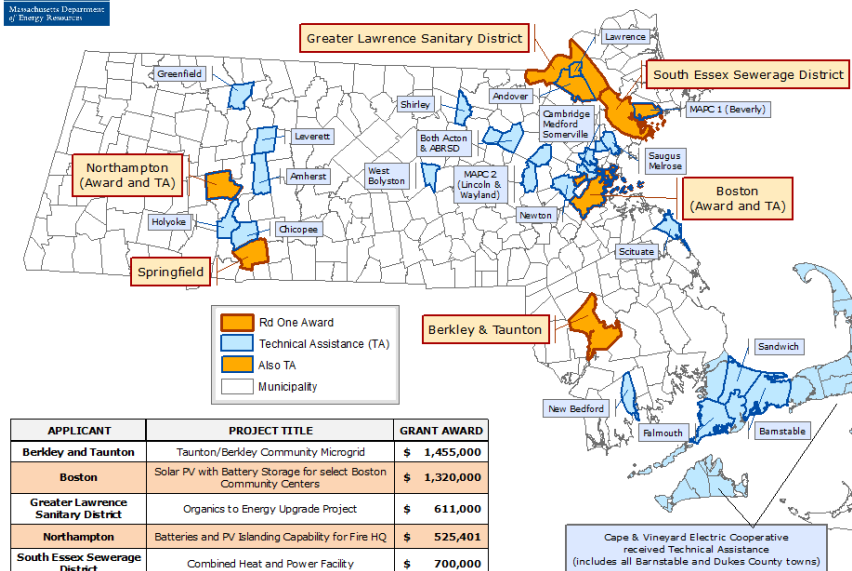 Massachusetts Department
of Energy Resources
Greater Lawrence Sanitary District
Lawrence
South Essex Sewerage District
Greenfield
Andover
Shirley
MAPC 1 (Beverly)
Cambridge
Medford
Somerville
Leverett
Both Acton
& ABRSD
Northampton
(Award and TA)
Amherst
West
Bolyston
MAPC 2
(Lincoln &
Wayland)
Saugus
Melrose
Boston
(Award and TA)
Newton
Holyoke
Chicopee
Scituate
Springfield
Rd One Award
Technical Assistance (TA)
Also TA
Municipality
Berkley & Taunton
Sandwich
New Bedford
Falmouth
Barnstable
APPLICANT PROJECT TITLE GRANT AWARD
Berkley and Taunton Taunton/Berkley Community Microgrid $ 1,455,000
Boston Solar PV with Battery Storage for select Boston
Community Centers $ 1,320,000
Greater Lawrence
Sanitary District Organics to Energy Upgrade Project $ 611,000
Northampton Batteries and PV Islanding Capability for Fire HQ $ 525,401
South Essex Sewerage
District Combined Heat and Power Facility $ 700,000
Cape & Vineyard Electric Cooperative
received Technical Assistance
(includes all Barnstable and Dukes County towns)